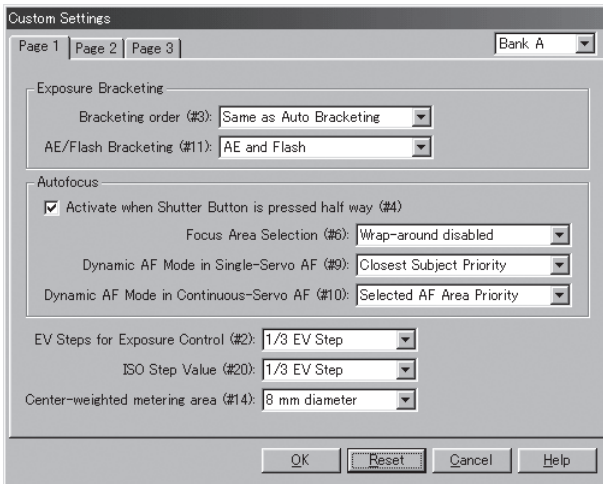 Custom Settings
Page 1 Page 2 Page 3 Bank A
Exposure Bracketing
Bracketing order (#3): Same as Auto Bracketing
AE/Flash Bracketing (#11): AE and Flash
Autofocus
Activate when Shutter Button is pressed half way (#4)
Focus Area Selection (#6): Wrap-around disabled
Dynamic AF Mode in Single-Servo AF (#9): Closest Subject Priority
Dynamic AF Mode in Continuous-Servo AF (#10): Selected AF Area Priority
EV Steps for Exposure Control (#2): 1/3 EV Step
ISO Step Value (#20): 1/3 EV Step
Center-weighted metering area (#14): 8 mm diameter
OK Reset Cancel Help